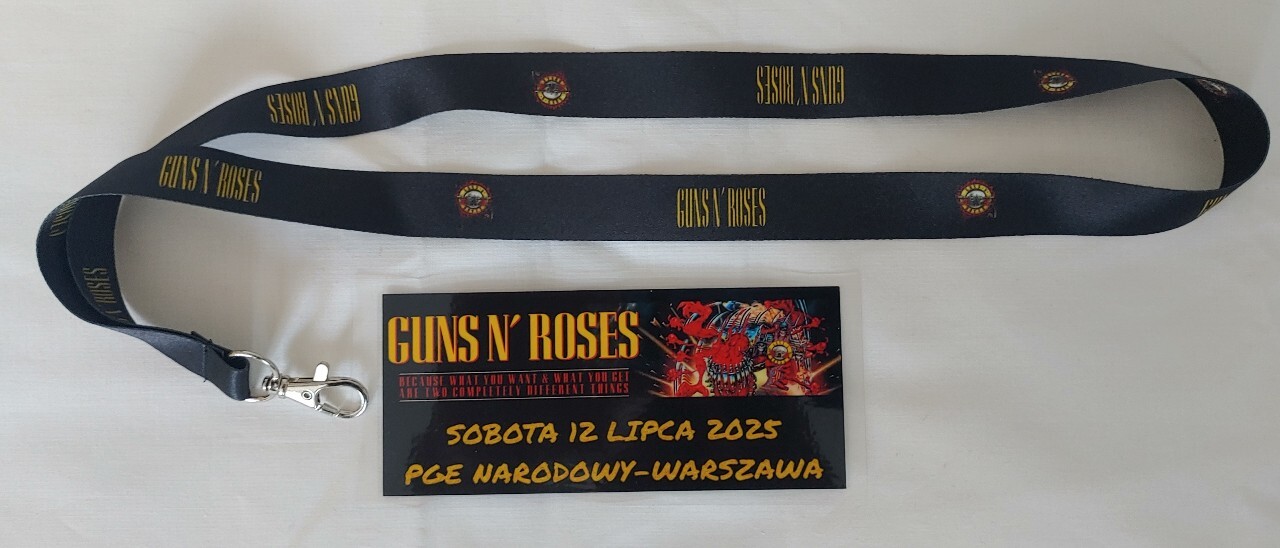 GUNS N' ROSES
GUNS N' ROSES
GUNS N' ROSES
GUNS N' ROSES
ROSES
GUNS N' ROSES
BECAUSE WHAT YOU WANT & WHAT YOU GET
ARE TWO COMPLETELY DIFFERENT THINGS
SOBOTA 12 LIPCA 2025
PGE NARODOWY-WARSZAWA